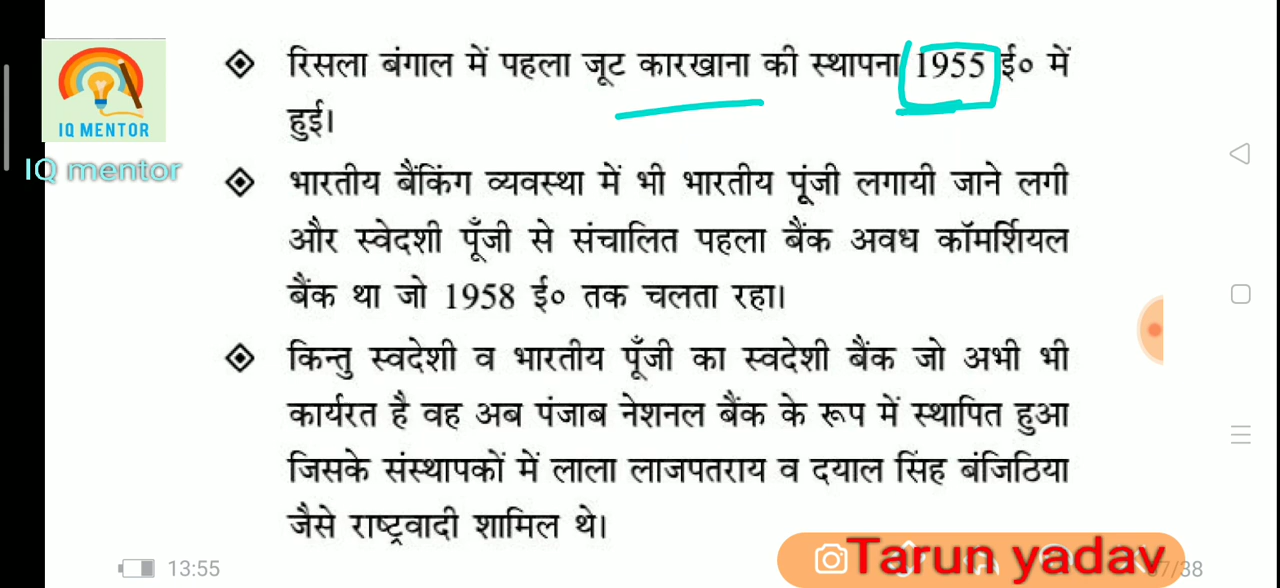 रिसला बंगाल में पहला जूट कारखाना की स्थापना 1955 ई० में
हुई।
IQ MENTOR
IQ mentor
भारतीय बैंकिंग व्यवस्था में भी भारतीय पूंजी लगायी जाने लगी
और स्वेदशी पूँजी से संचालित पहला बैंक अवध कॉमर्शियल
बैंक था जो 1958 ई० तक चलता रहा।
किन्तु स्वदेशी व भारतीय पूँजी का स्वदेशी बैंक जो अभी भी
कार्यरत है वह अब पंजाब नेशनल बैंक के रूप में स्थापित हुआ
जिसके संस्थापकों में लाला लाजपतराय व दयाल सिंह बंजिठिया
जैसे राष्ट्रवादी शामिल थे।
Tarun yadav
13:55
/38